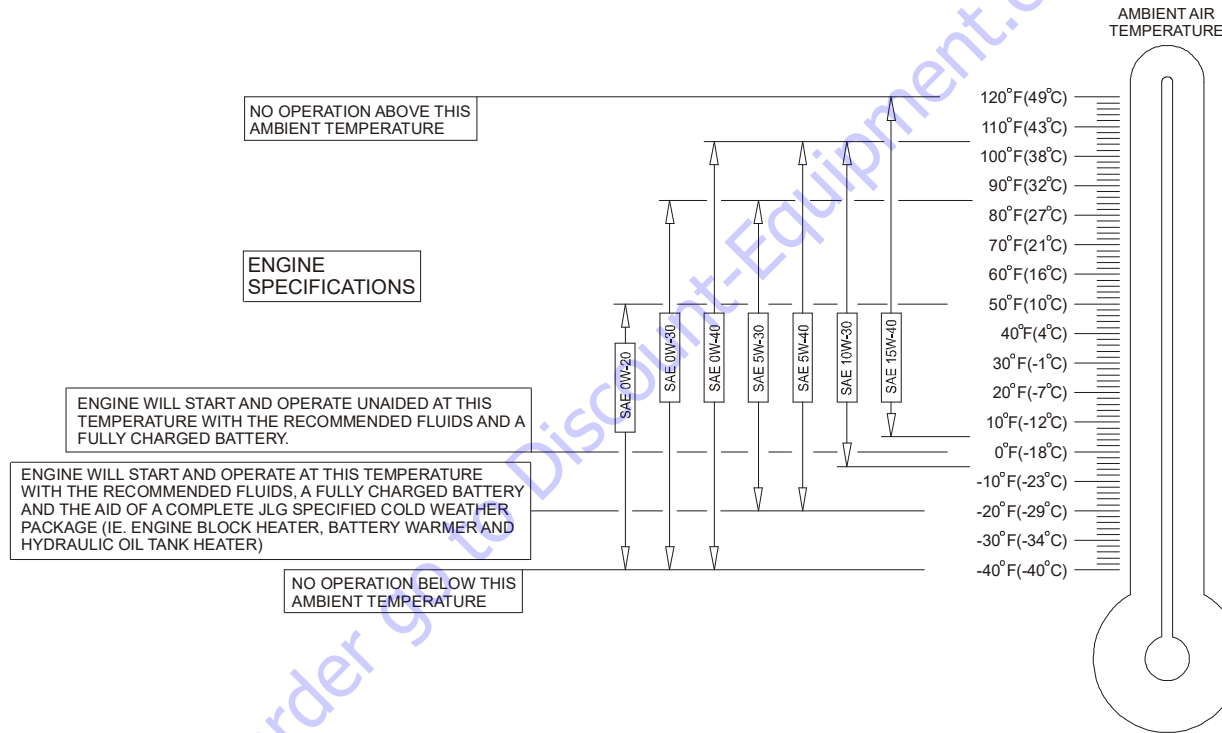 AMBIENT AIR
TEMPERATURE
NO OPERATION ABOVE THIS
AMBIENT TEMPERATURE
120°F(49°C)
110°F(43°C)
100°F(38°C)
90°F(32°C)
80°F(27°C)
70°F(21°C)
60°F(16°C)
50°F(10°C)
40°F(4°C)
30°F(-1°C)
20°F(-7°C)
10°F(-12°C)
0°F(-18°C)
-10°F(-23°C)
-20°F(-29°C)
-30°F(-34°C)
-40°F(-40°C)
ENGINE
SPECIFICATIONS
SAE 0W-20
SAE 0W-30
SAE 0W-40
SAE 5W-30
SAE 5W-40
SAE 10W-30
SAE 15W-40
ENGINE WILL START AND OPERATE UNAIDED AT THIS
TEMPERATURE WITH THE RECOMMENDED FLUIDS AND A
FULLY CHARGED BATTERY.
ENGINE WILL START AND OPERATE AT THIS TEMPERATURE
WITH THE RECOMMENDED FLUIDS, A FULLY CHARGED BATTERY
AND THE AID OF A COMPLETE JLG SPECIFIED COLD WEATHER
PACKAGE (IE. ENGINE BLOCK HEATER, BATTERY WARMER AND
HYDRAULIC OIL TANK HEATER)
NO OPERATION BELOW THIS
AMBIENT TEMPERATURE
go to Discount-Equipment.